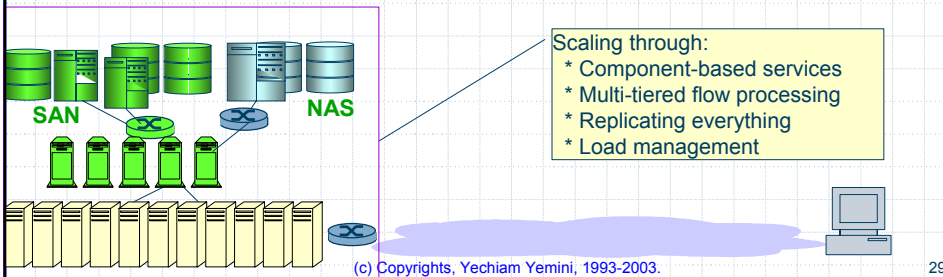 Scaling through:
* Component-based services
* Multi-tiered flow processing
* Replicating everything
* Load management
SAN
NAS
(c) Copyrights, Yechiam Yemini, 1993-2003.